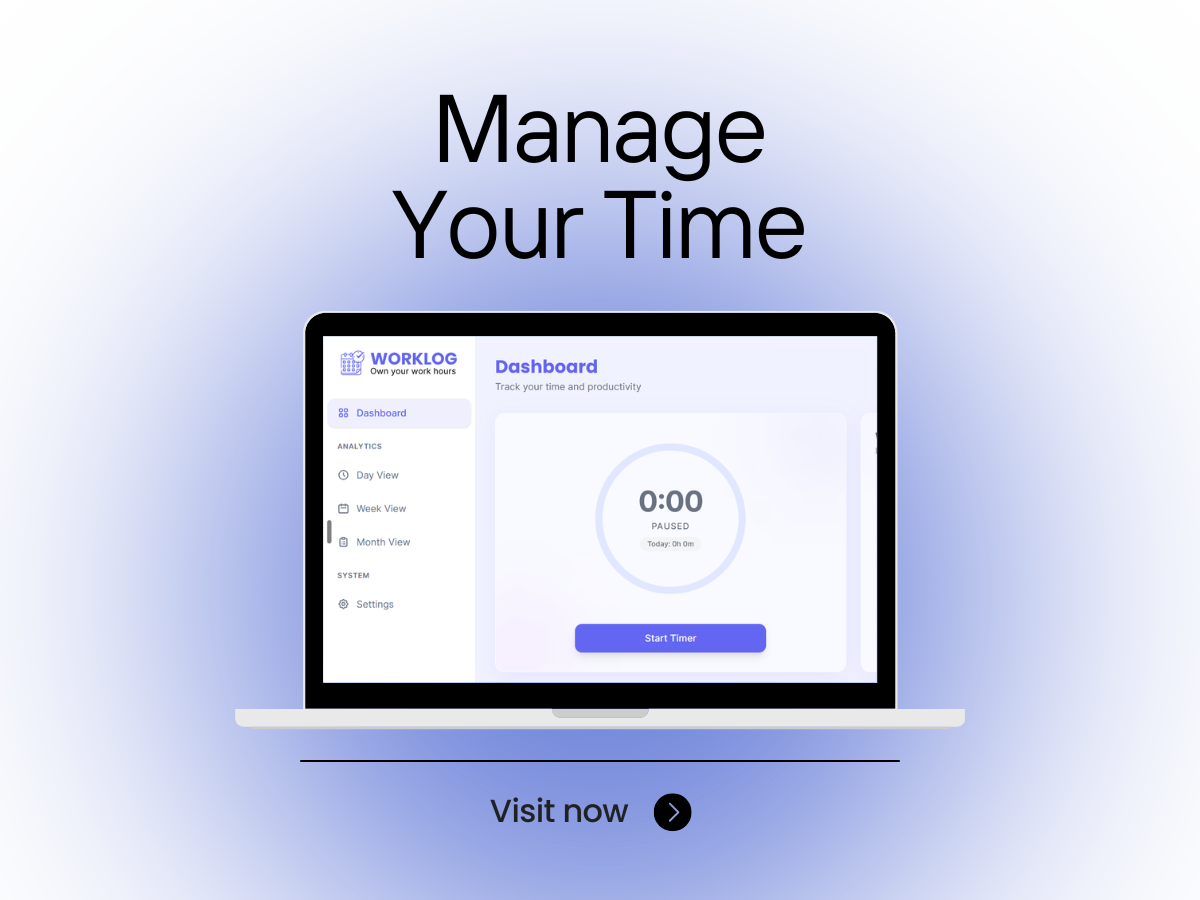 Manage
Your Time
WORKLOG
Own your work hours
Dashboard
ANALYTICS
Day View
Week View
Month View
SYSTEM
Settings
Dashboard
Track your time and productivity
0:00
PAUSED
Today: 0h 0m
Start Timer
Visit now